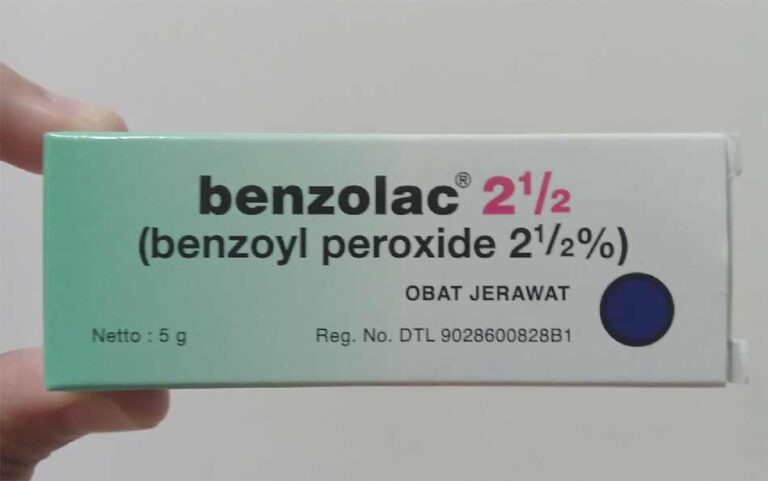 benzolac® 2½
(benzoyl peroxide 2½%)
OBAT JERAWAT
Netto : 5 g
Reg. No. DTL 9028600828B1